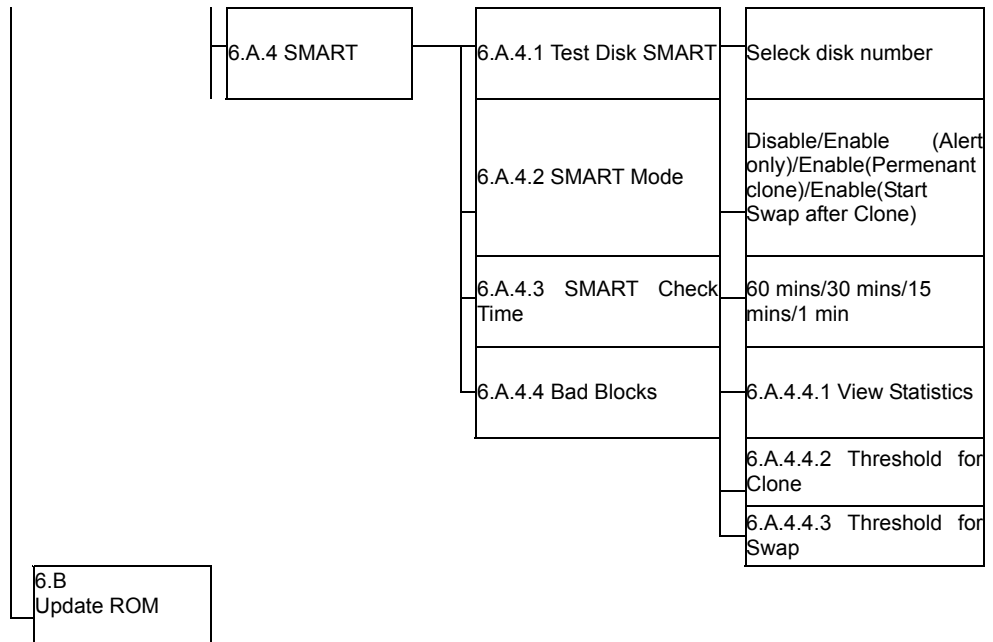 6.A.4 SMART
6.A.4.1 Test Disk SMART
Seleck disk number
6.A.4.2 SMART Mode
Disable/Enable (Alert
only)/Enable(Permenant
clone)/Enable(Start
Swap after Clone)
6.A.4.3 SMART Check
Time
60 mins/30 mins/15
mins/1 min
6.A.4.4 Bad Blocks
6.A.4.4.1 View Statistics
6.A.4.4.2 Threshold for
Clone
6.A.4.4.3 Threshold for
Swap
6.B
Update ROM